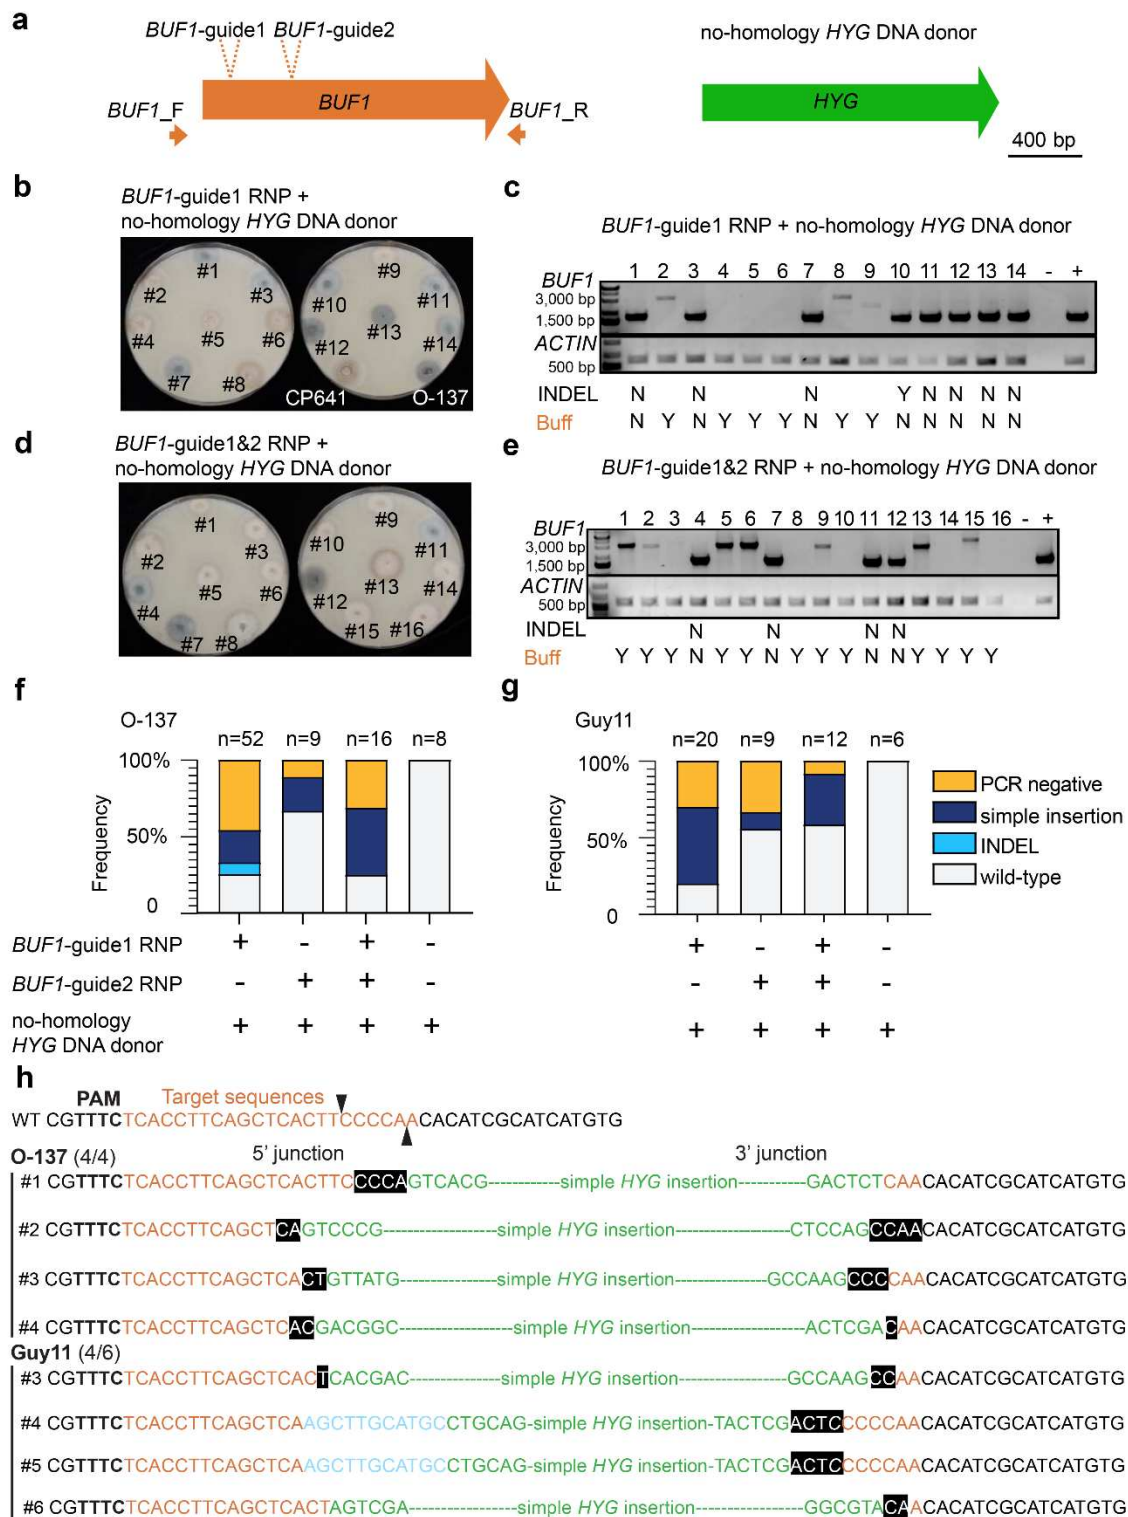 a
BUF1-guide1 BUF1-guide2
no-homology HYG DNA donor
BUF1_F
BUF1
BUF1_R
HYG
400 bp
b
BUF1-guide1 RNP +
no-homology HYG DNA donor
#1
#2
#3
#4
#5
#6
#7
#8
CP641
#9
#10
#11
#12
#13
#14
O-137
c
BUF1-guide1 RNP + no-homology HYG DNA donor
1 2 3 4 5 6 7 8 9 10 11 12 13 14 - +
BUF1
3,000 bp
1,500 bp
ACTIN
500 bp
INDEL N N N Y N N N N
Buff N Y N Y Y Y N Y Y N N N N N
d
BUF1-guide1&2 RNP +
no-homology HYG DNA donor
#1
#2
#3
#4
#5
#6
#7
#8
#9
#10
#11
#12
#13
#14
#15
#16
e
BUF1-guide1&2 RNP + no-homology HYG DNA donor
1 2 3 4 5 6 7 8 9 10 11 12 13 14 15 16 - +
BUF1
3,000 bp
1,500 bp
ACTIN
500 bp
INDEL N N N N
Buff Y Y Y N Y Y N Y Y Y N N Y Y Y Y
f
O-137
n=52 n=9 n=16 n=8
100%
50%
0
Frequency
BUF1-guide1 RNP + - + -
BUF1-guide2 RNP - + + -
no-homology
HYG DNA donor + + + +
g
Guy11
n=20 n=9 n=12 n=6
100%
50%
0
Frequency
PCR negative
simple insertion
INDEL
wild-type
+ - + -
- + + -
+ + + +
h
PAM Target sequences
WT CGTTTCTCACCTTCAGCTCACTTCCCCAACACATCGCATCATGTG
O-137 (4/4) 5' junction 3' junction
#1 CGTTTCTCACCTTCAGCTCACTTCCCCAGTCACG------------simple HYG insertion------------GACTCTCAACACATCGCATCATGTG
#2 CGTTTCTCACCTTCAGCTCAGTCCCG---------------simple HYG insertion-------------CTCCAGCCAACACATCGCATCATGTG
#3 CGTTTCTCACCTTCAGCTCACTGTTATG---------------simple HYG insertion-------------GCCAAGCCCCAACACATCGCATCATGTG
#4 CGTTTCTCACCTTCAGCTCACGACGGC---------------simple HYG insertion---------------ACTCGACAACACATCGCATCATGTG
Guy11 (4/6)
#3 CGTTTCTCACCTTCAGCTCACTCACGAC--------------simple HYG insertion------------GCCAAGCCAACACATCGCATCATGTG
#4 CGTTTCTCACCTTCAGCTCAAGCTTGCATGCCTGCAG-simple HYG insertion-TACTCGACTCCCCCAACACATCGCATCATGTG
#5 CGTTTCTCACCTTCAGCTCAAGCTTGCATGCCTGCAG-simple HYG insertion-TACTCGACTCCCCCAACACATCGCATCATGTG
#6 CGTTTCTCACCTTCAGCTCACTAGTCGA-----------------simple HYG insertion--------------GGCGTACAACACATCGCATCATGTG